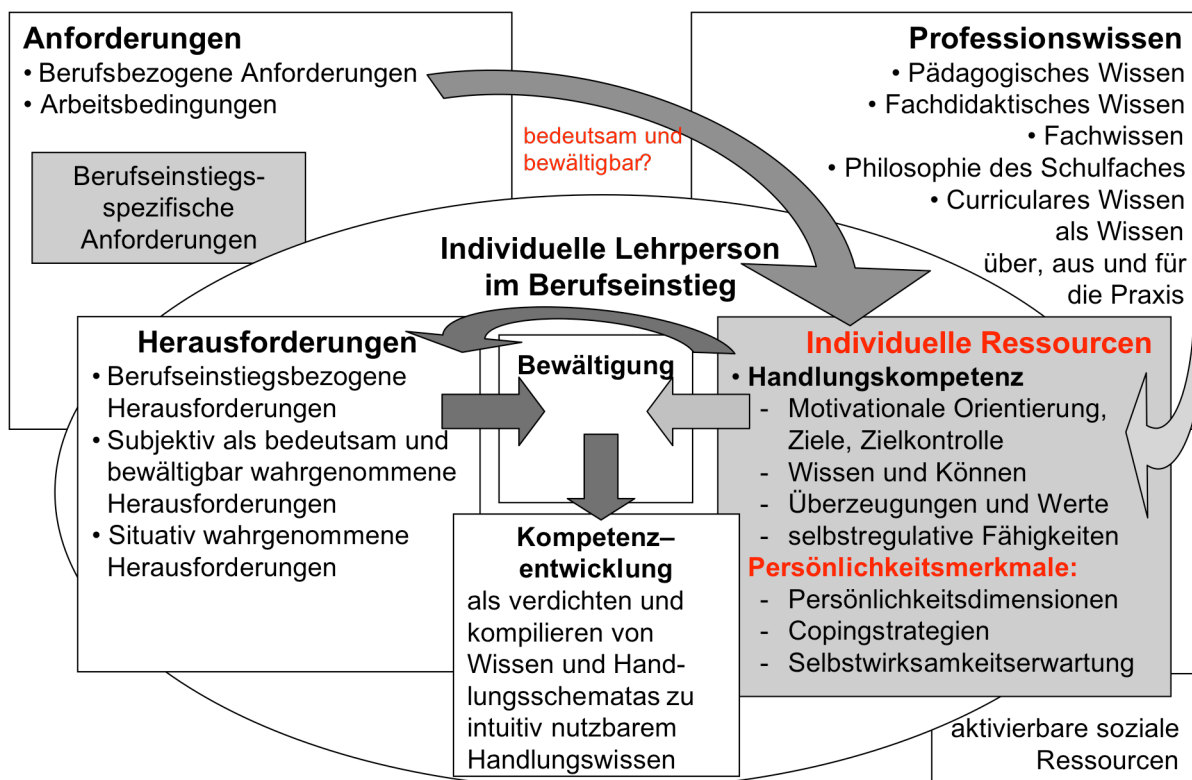 Anforderungen
• Berufsbezogene Anforderungen
• Arbeitsbedingungen
Berufseinstiegs-
spezifische
Anforderungen
bedeutsam und
bewältigbar?
Professionswissen
• Pädagogisches Wissen
• Fachdidaktisches Wissen
• Fachwissen
• Philosophie des Schulfaches
• Curriculares Wissen
als Wissen
über, aus und für
die Praxis
Individuelle Lehrperson
im Berufseinstieg
Herausforderungen
• Berufseinstiegsbezogene
Herausforderungen
• Subjektiv als bedeutsam und
bewältigbar wahrgenommene
Herausforderungen
• Situativ wahrgenommene
Herausforderungen
Bewältigung
Kompetenz–
entwicklung
als verdichten und
kompilieren von
Wissen und Hand-
lungsschematas zu
intuitiv nutzbarem
Handlungswissen
Individuelle Ressourcen
• Handlungskompetenz
- Motivationale Orientierung,
Ziele, Zielkontrolle
- Wissen und Können
- Überzeugungen und Werte
- selbstregulative Fähigkeiten
Persönlichkeitsmerkmale:
- Persönlichkeitsdimensionen
- Copingstrategien
- Selbstwirksamkeitserwartung
aktivierbare soziale
Ressourcen